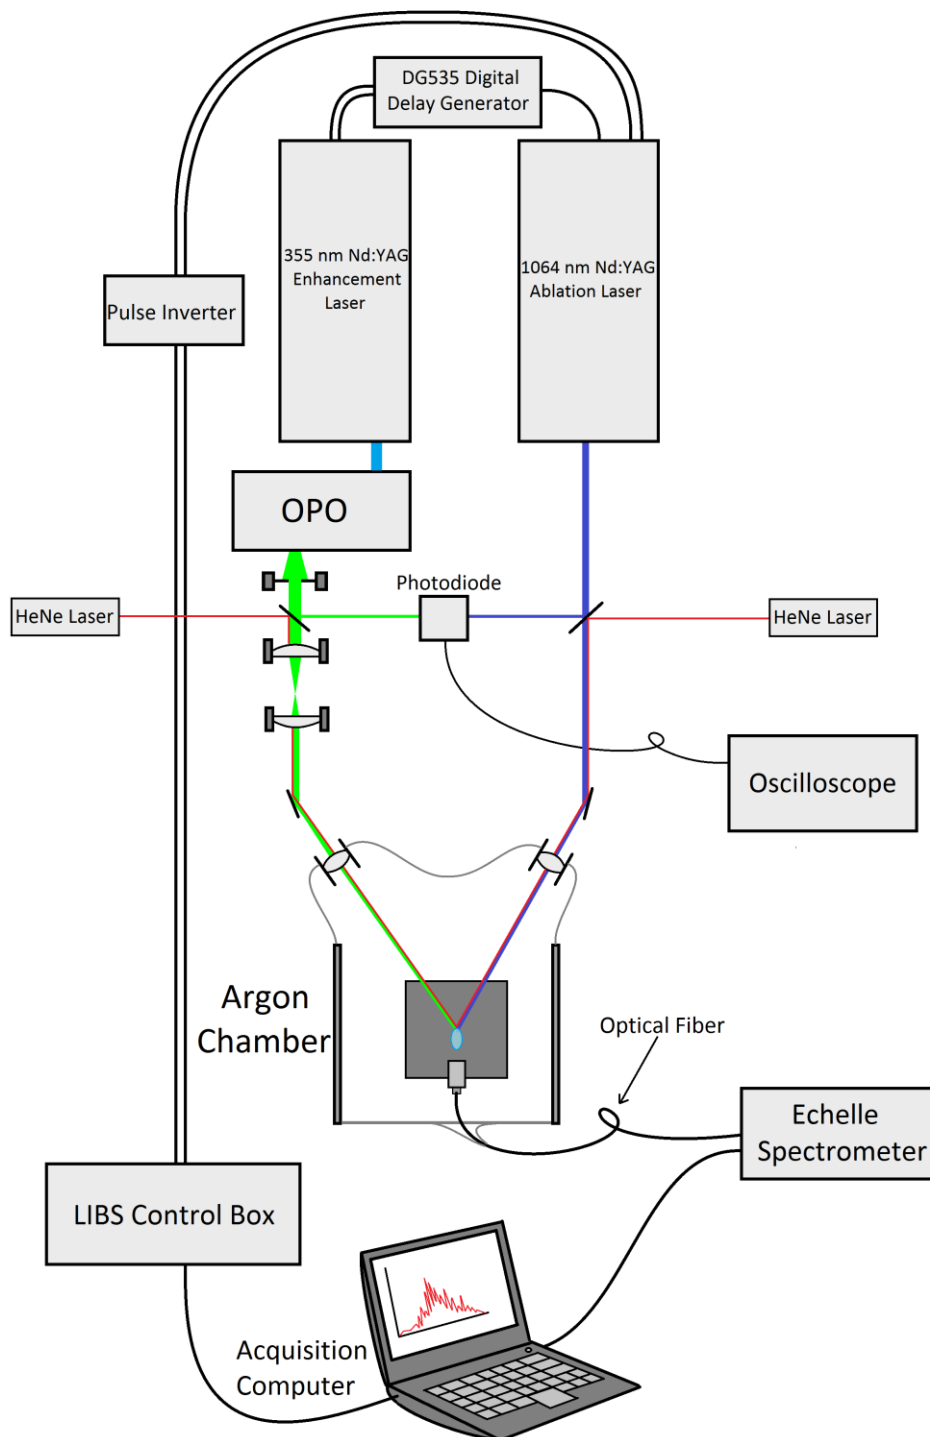 DG535 Digital
Delay Generator
355 nm Nd:YAG
Enhancement
Laser
1064 nm Nd:YAG
Ablation Laser
Pulse Inverter
OPO
Photodiode
HeNe Laser
HeNe Laser
Oscilloscope
Argon
Chamber
Optical Fiber
Echelle
Spectrometer
LIBS Control Box
Acquisition
Computer